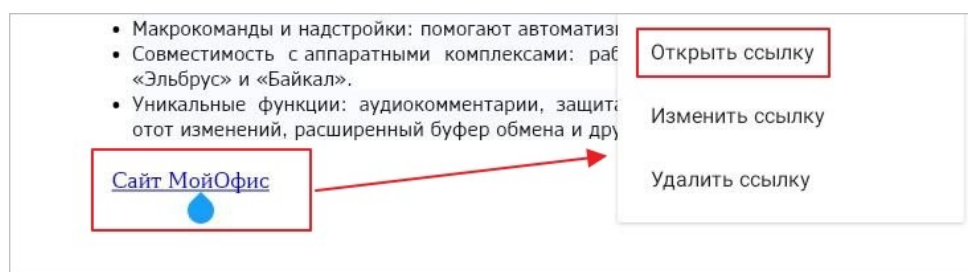 • Макрокоманды и надстройки: помогают автоматиз
• Совместимость с аппаратными комплексами: раб
«Эльбрус» и «Байкал».
• Уникальные функции: аудиокомментарии, защита
отот изменений, расширенный буфер обмена и дру
Сайт МойОфис
Открыть ссылку
Изменить ссылку
Удалить ссылку